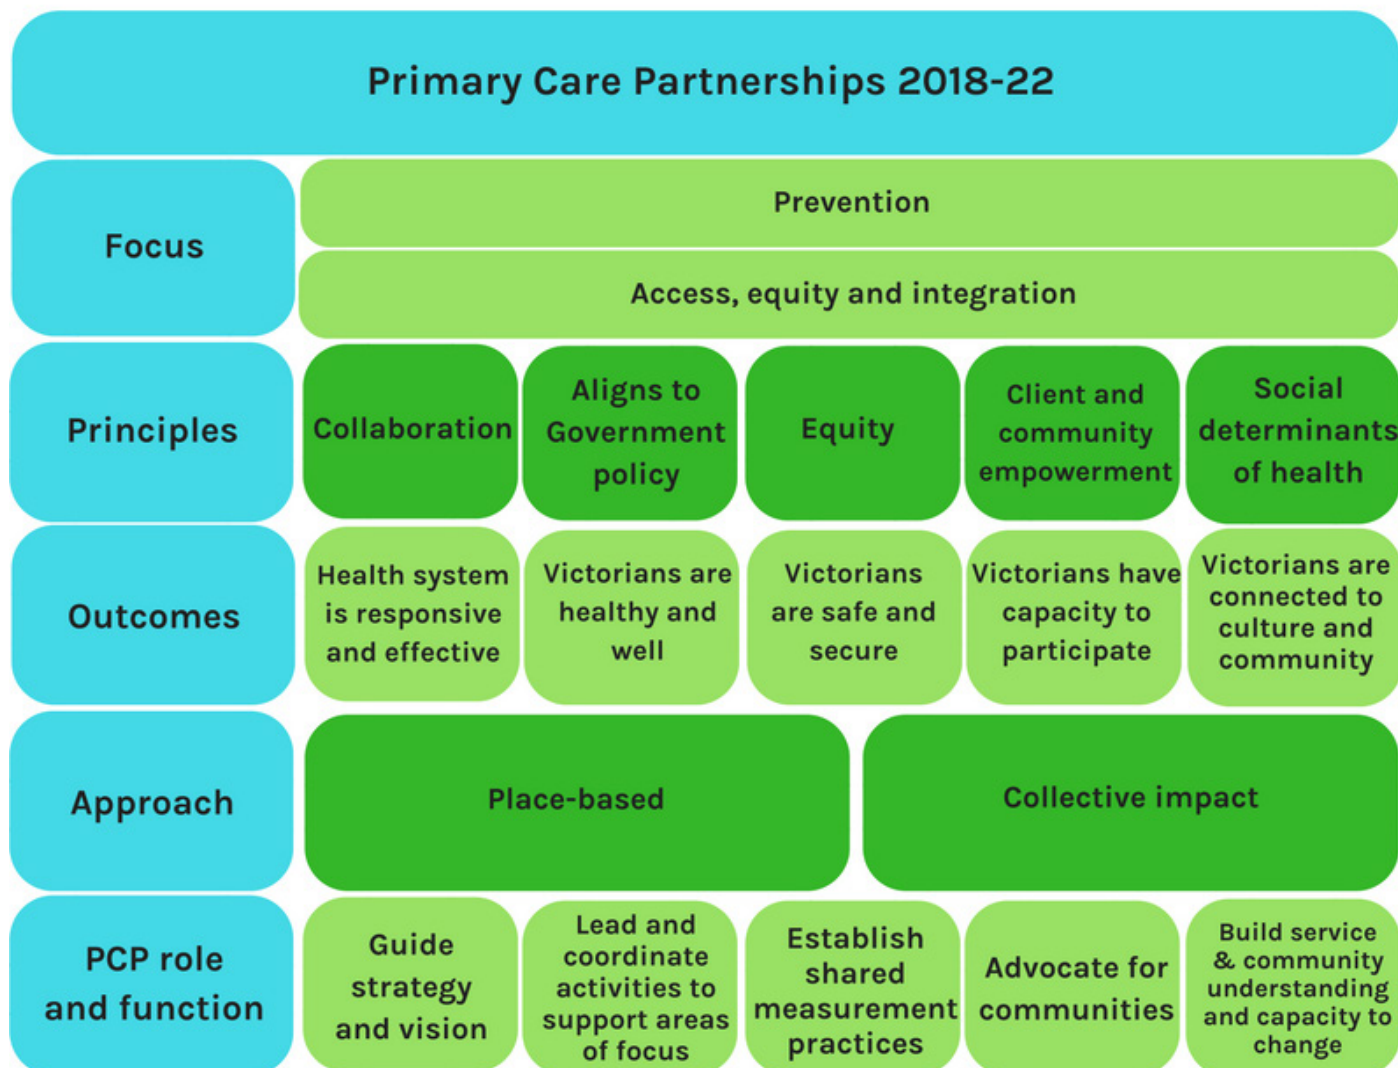 Primary Care Partnerships 2018-22
Focus
Prevention
Access, equity and integration
Principles
Collaboration
Aligns to
Government
policy
Equity
Client and
community
empowerment
Social
determinants
of health
Outcomes
Health system
is responsive
and effective
Victorians are
healthy and
well
Victorians
are safe and
secure
Victorians have
capacity to
participate
Victorians are
connected to
culture and
community
Approach
Place-based
Collective impact
PCP role
and function
Guide
strategy
and vision
Lead and
coordinate
activities to
support areas
of focus
Establish
shared
measurement
practices
Advocate for
communities
Build service
& community
understanding
and capacity to
change